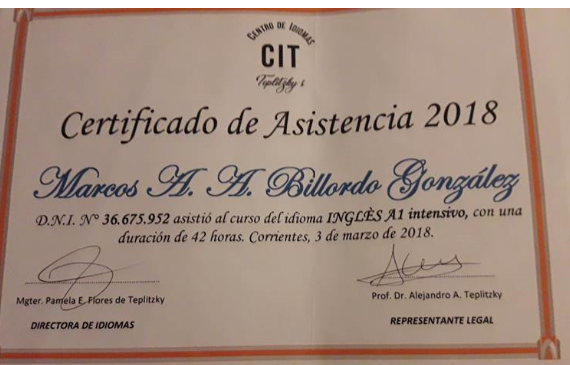 CENTRO DE IDIOMAS
CIT
Teplitzky's
Certificado de Asistencia 2018
Marcos A. A. Billordo González
D.N.I. Nº 36.675.952 asistió al curso del idioma INGLÈS A1 intensivo, con una
duración de 42 horas. Corrientes, 3 de marzo de 2018.
Mgter. Pamela E. Flores de Teplitzky
DIRECTORA DE IDIOMAS
Prof. Dr. Alejandro A. Teplitzky
REPRESENTANTE LEGAL